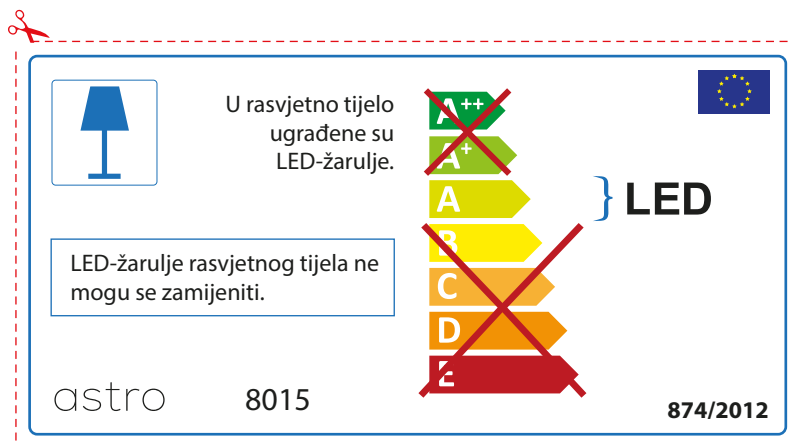 U rasvjetno tijelo
ugrađene su
LED-žarulje.
A++
A+
A
B
C
D
E
LED
LED-žarulje rasvjetnog tijela ne
mogu se zamijeniti.
astro
8015
874/2012